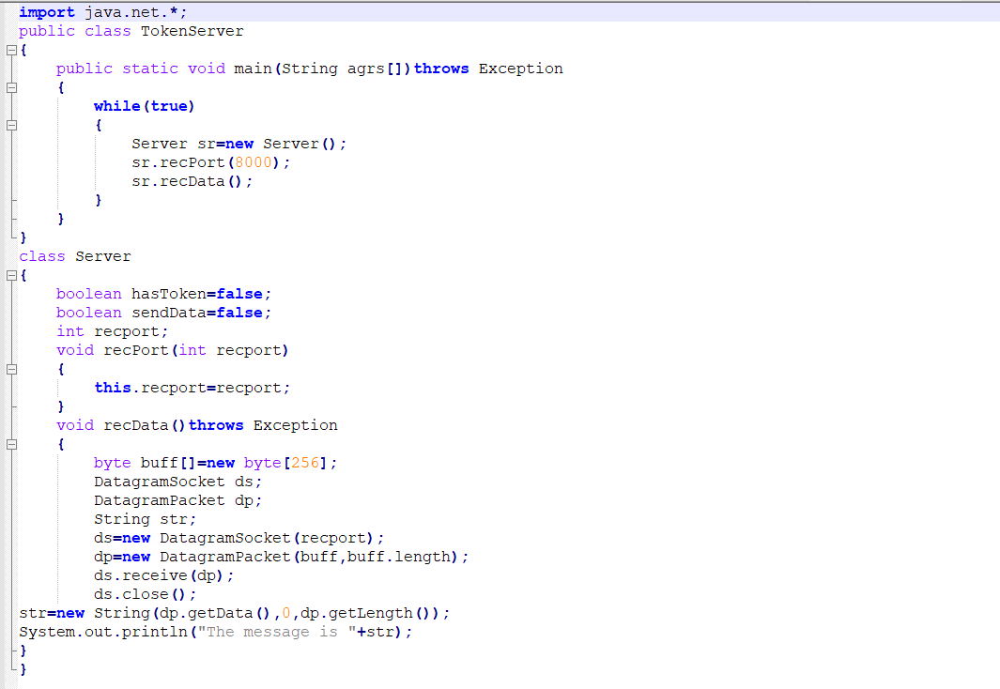 import java.net.*;
public class TokenServer
{
    public static void main(String agrs[])throws Exception
    {
        while(true)
        {
            Server sr=new Server();
            sr.recPort(8000);
            sr.recData();
        }
    }
}
class Server
{
    boolean hasToken=false;
    boolean sendData=false;
    int recport;
    void recPort(int recport)
    {
        this.recport=recport;
    }
    void recData()throws Exception
    {
        byte buff[]=new byte[256];
        DatagramSocket ds;
        DatagramPacket dp;
        String str;
        ds=new DatagramSocket(recport);
        dp=new DatagramPacket(buff,buff.length);
        ds.receive(dp);
        ds.close();
str=new String(dp.getData(),0,dp.getLength());
System.out.println("The message is "+str);
}
}